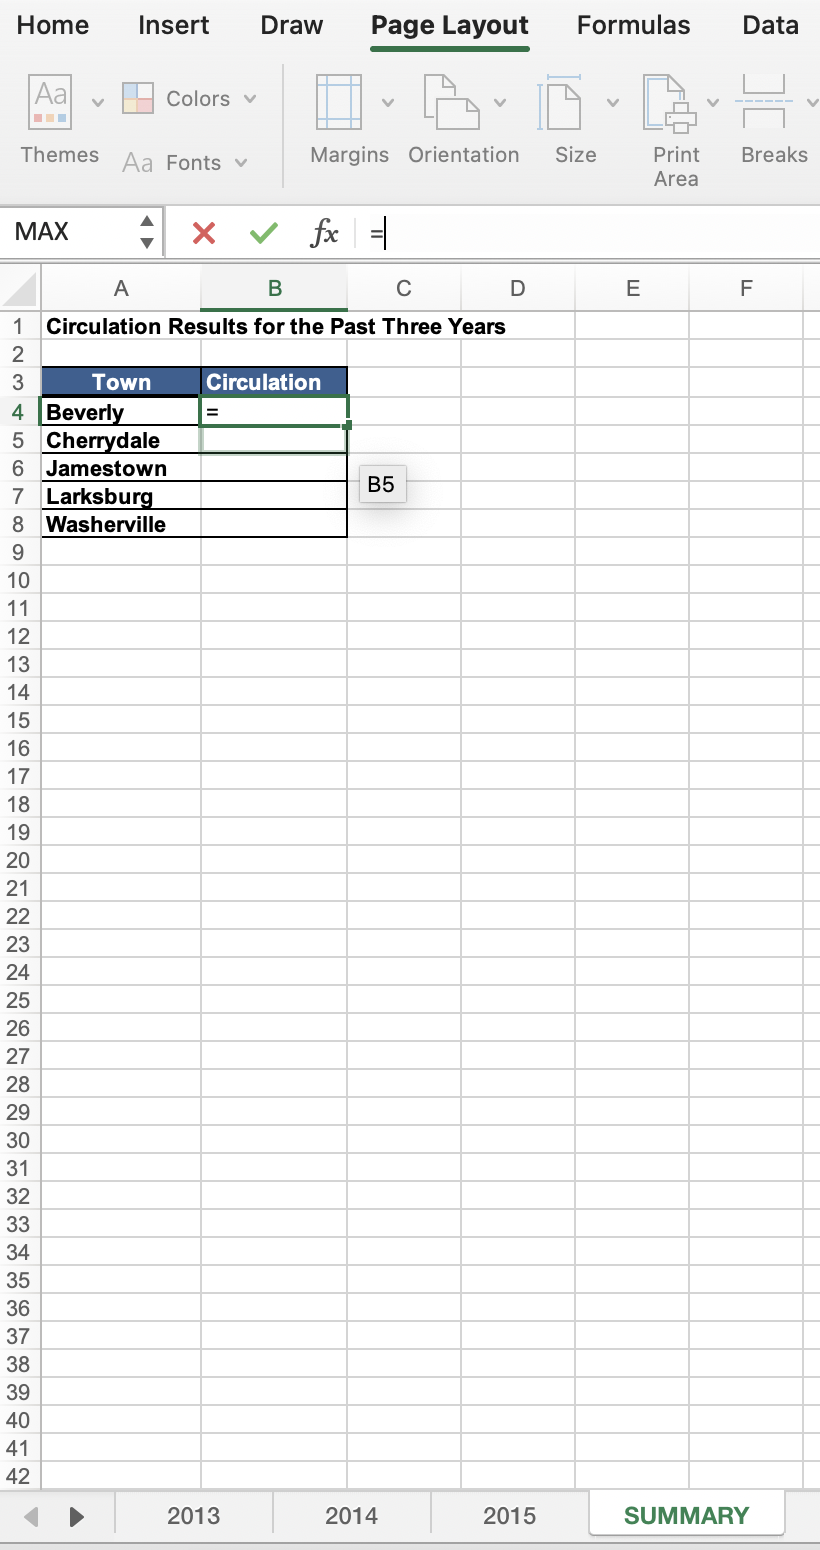 Home Insert Draw Page Layout Formulas Data
Aa Colors
Themes Aa Fonts Margins Orientation Size Print Area Breaks
MAX fx =
A B C D E F
1 Circulation Results for the Past Three Years
2
3 Town Circulation
4 Beverly =
5 Cherrydale
6 Jamestown B5
7 Larksburg
8 Washerville
9
10
11
12
13
14
15
16
17
18
19
20
21
22
23
24
25
26
27
28
29
30
31
32
33
34
35
36
37
38
39
40
41
42
2013 2014 2015 SUMMARY